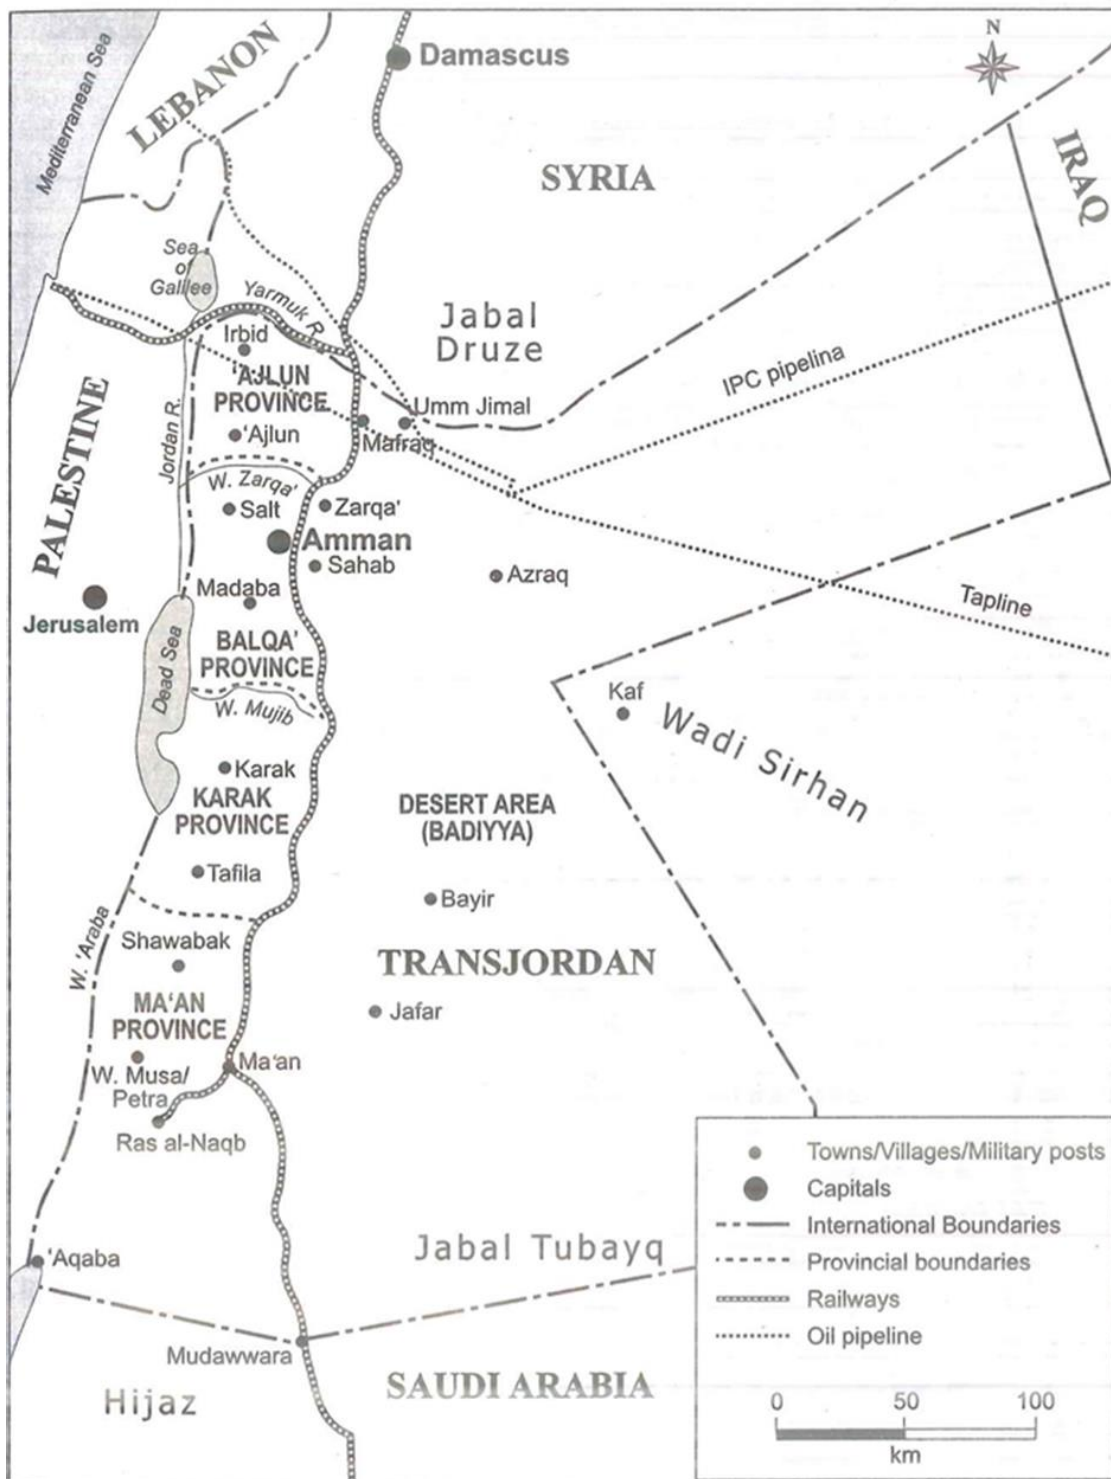 N
Damascus
Mediterranean Sea
LEBANON
SYRIA
IRAQ
Sea
of
Galilee
Yarmuk R.
Jabal
Druze
IPC pipelina
Irbid
'AJLUN
PROVINCE
Umm Jimal
Jordan R.
'Ajlun
Mafraq
PALESTINE
W. Zarqa'
Salt
Zarqa'
Amman
Sahab
Azraq
Madaba
Tapline
Jerusalem
Dead Sea
BALQA'
PROVINCE
Kaf
W. Mujib
Wadi Sirhan
Karak
KARAK
PROVINCE
DESERT AREA
(BADIYYA)
Tafila
Bayir
W. 'Araba
Shawabak
TRANSJORDAN
MA'AN
PROVINCE
Jafar
Ma'an
W. Musa/
Petra
Ras al-Naqb
'Aqaba
Jabal Tubayq
Mudawwara
Hijaz
SAUDI ARABIA
Towns/Villages/Military posts
Capitals
International Boundaries
Provincial boundaries
Railways
Oil pipeline
0 50 100
km